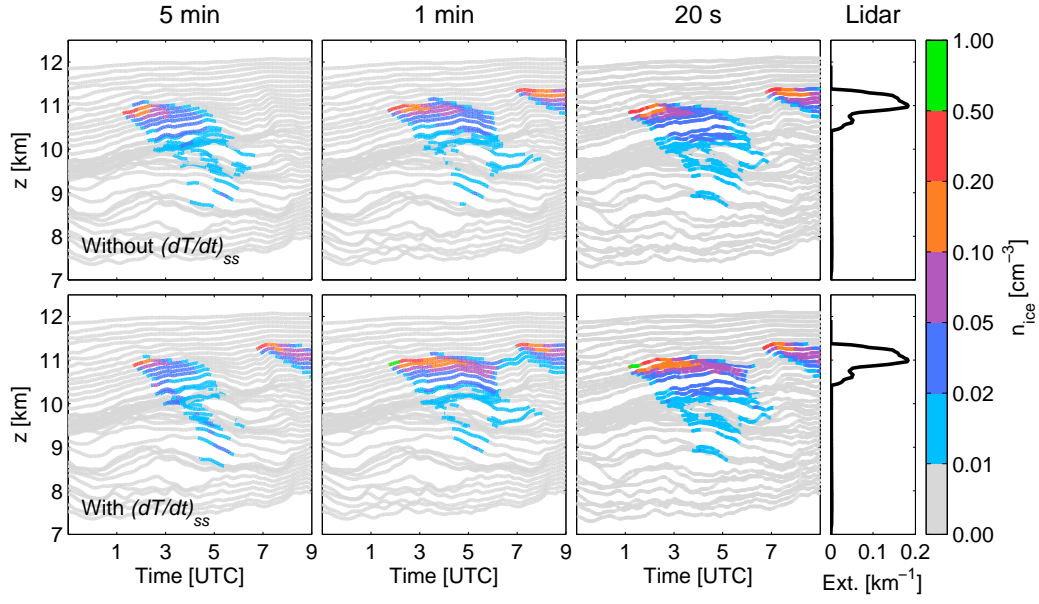 5 min 1 min 20 s Lidar
12
11
10
9
8
7
z [km]
Without (dT/dt)ss
12
11
10
9
8
7
z [km]
With (dT/dt)ss
1 3 5 7 9
Time [UTC]
1 3 5 7 9
Time [UTC]
1 3 5 7
Time [UTC]
0 0.1 0.2
Ext. [km−1]
1.00
0.50
0.20
0.10
0.05
0.02
0.01
0.00
nice [cm−3]